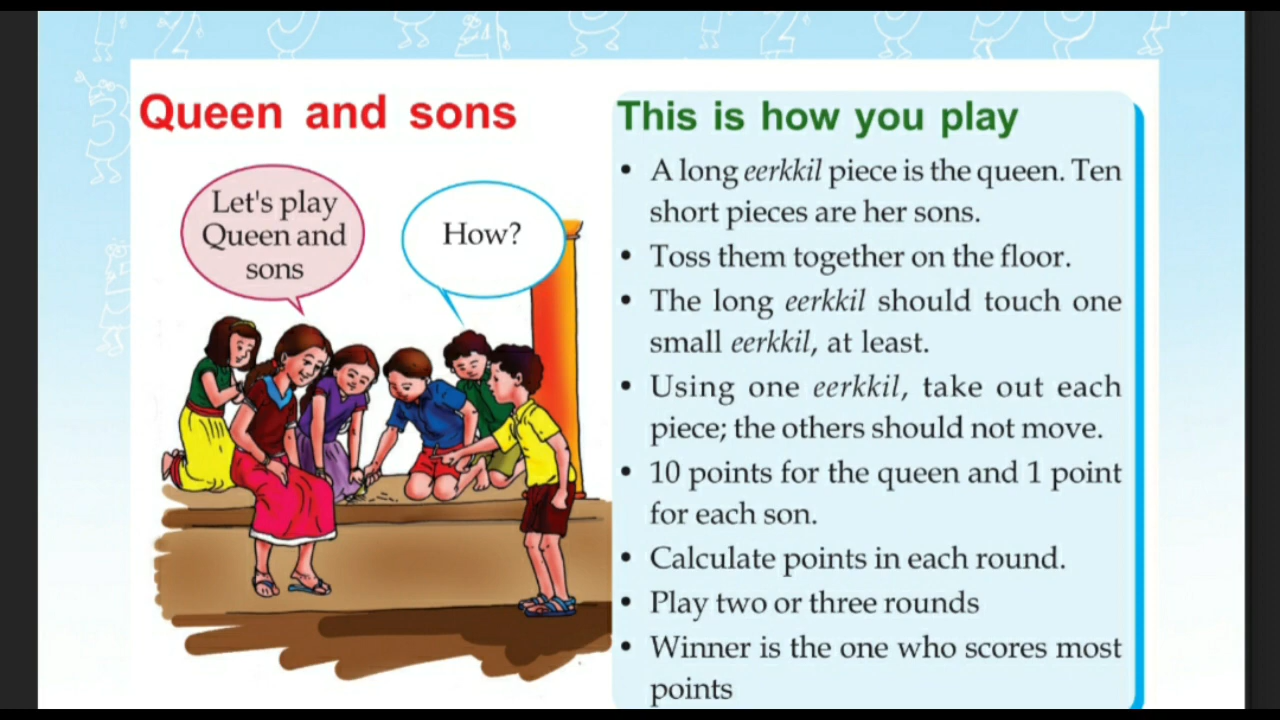 Queen and sons
Let's play
Queen and
sons
How?
This is how you play
• A long eerkkil piece is the queen. Ten
short pieces are her sons.
• Toss them together on the floor.
• The long eerkkil should touch one
small eerkkil, at least.
• Using one eerkkil, take out each
piece; the others should not move.
• 10 points for the queen and 1 point
for each son.
• Calculate points in each round.
• Play two or three rounds
• Winner is the one who scores most
points